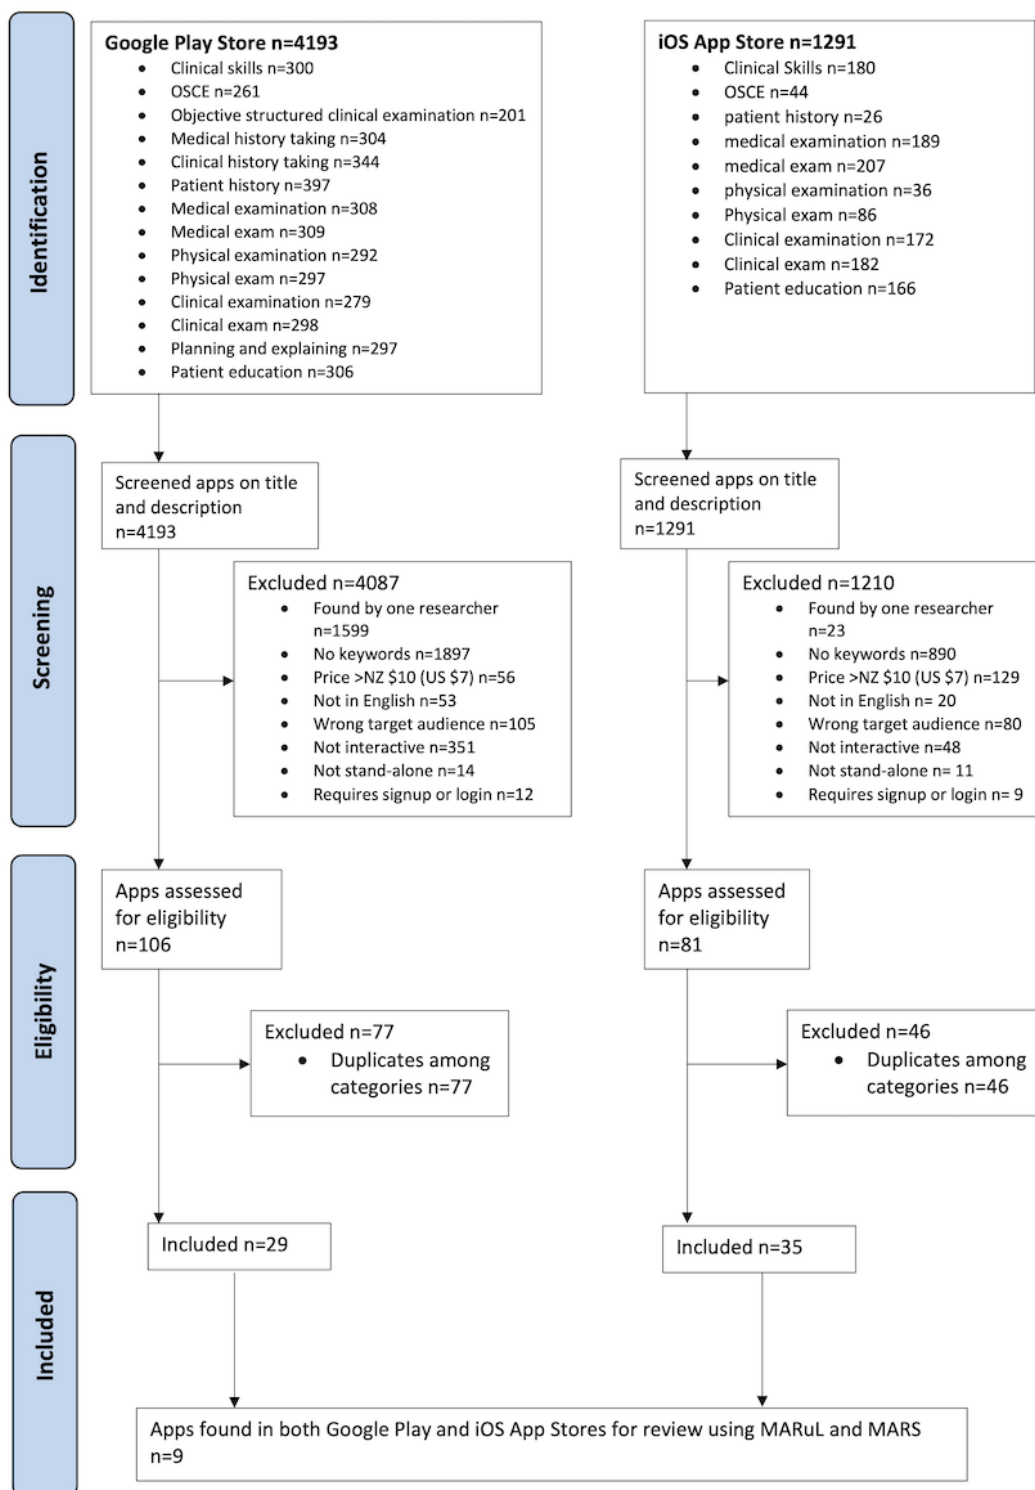 Identification
Google Play Store n=4193
• Clinical skills n=300
• OSCE n=261
• Objective structured clinical examination n=201
• Medical history taking n=304
• Clinical history taking n=344
• Patient history n=397
• Medical examination n=308
• Medical exam n=309
• Physical examination n=292
• Physical exam n=297
• Clinical examination n=279
• Clinical exam n=298
• Planning and explaining n=297
• Patient education n=306
iOS App Store n=1291
• Clinical Skills n=180
• OSCE n=44
• patient history n=26
• medical examination n=189
• medical exam n=207
• physical examination n=36
• Physical exam n=86
• Clinical examination n=172
• Clinical exam n=182
• Patient education n=166
Screening
Screened apps on title
and description
n=4193
Screened apps on title
and description
n=1291
Excluded n=4087
• Found by one researcher
n=1599
• No keywords n=1897
• Price >NZ $10 (US $7) n=56
• Not in English n=53
• Wrong target audience n=105
• Not interactive n=351
• Not stand-alone n=14
• Requires signup or login n=12
Excluded n=1210
• Found by one researcher
n=23
• No keywords n=890
• Price >NZ $10 (US $7) n=129
• Not in English n= 20
• Wrong target audience n=80
• Not interactive n=48
• Not stand-alone n= 11
• Requires signup or login n= 9
Eligibility
Apps assessed
for eligibility
n=106
Apps assessed
for eligibility
n=81
Excluded n=77
• Duplicates among
categories n=77
Excluded n=46
• Duplicates among
categories n=46
Included
Included n=29
Included n=35
Apps found in both Google Play and iOS App Stores for review using MARuL and MARS
n=9